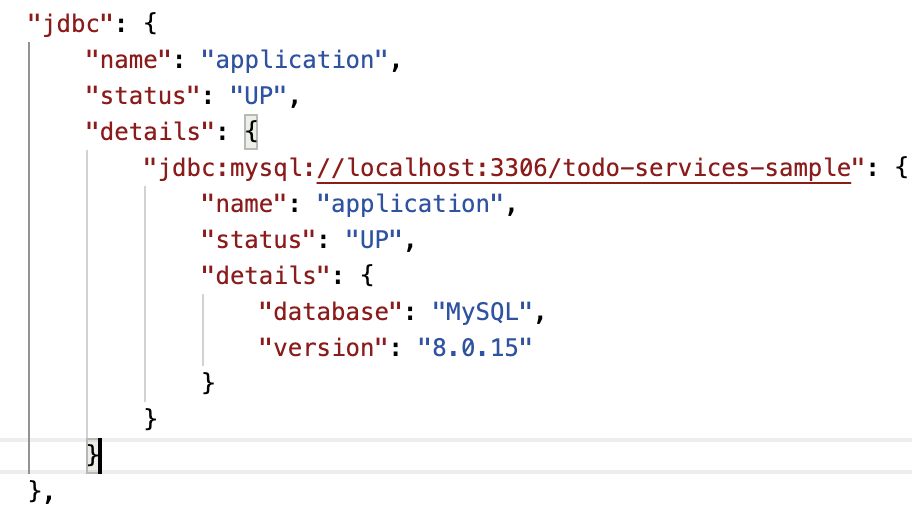 "jdbc": {
    "name": "application",
    "status": "UP",
    "details": {
        "jdbc:mysql://localhost:3306/todo-services-sample": {
            "name": "application",
            "status": "UP",
            "details": {
                "database": "MySQL",
                "version": "8.0.15"
            }
        }
    }
},